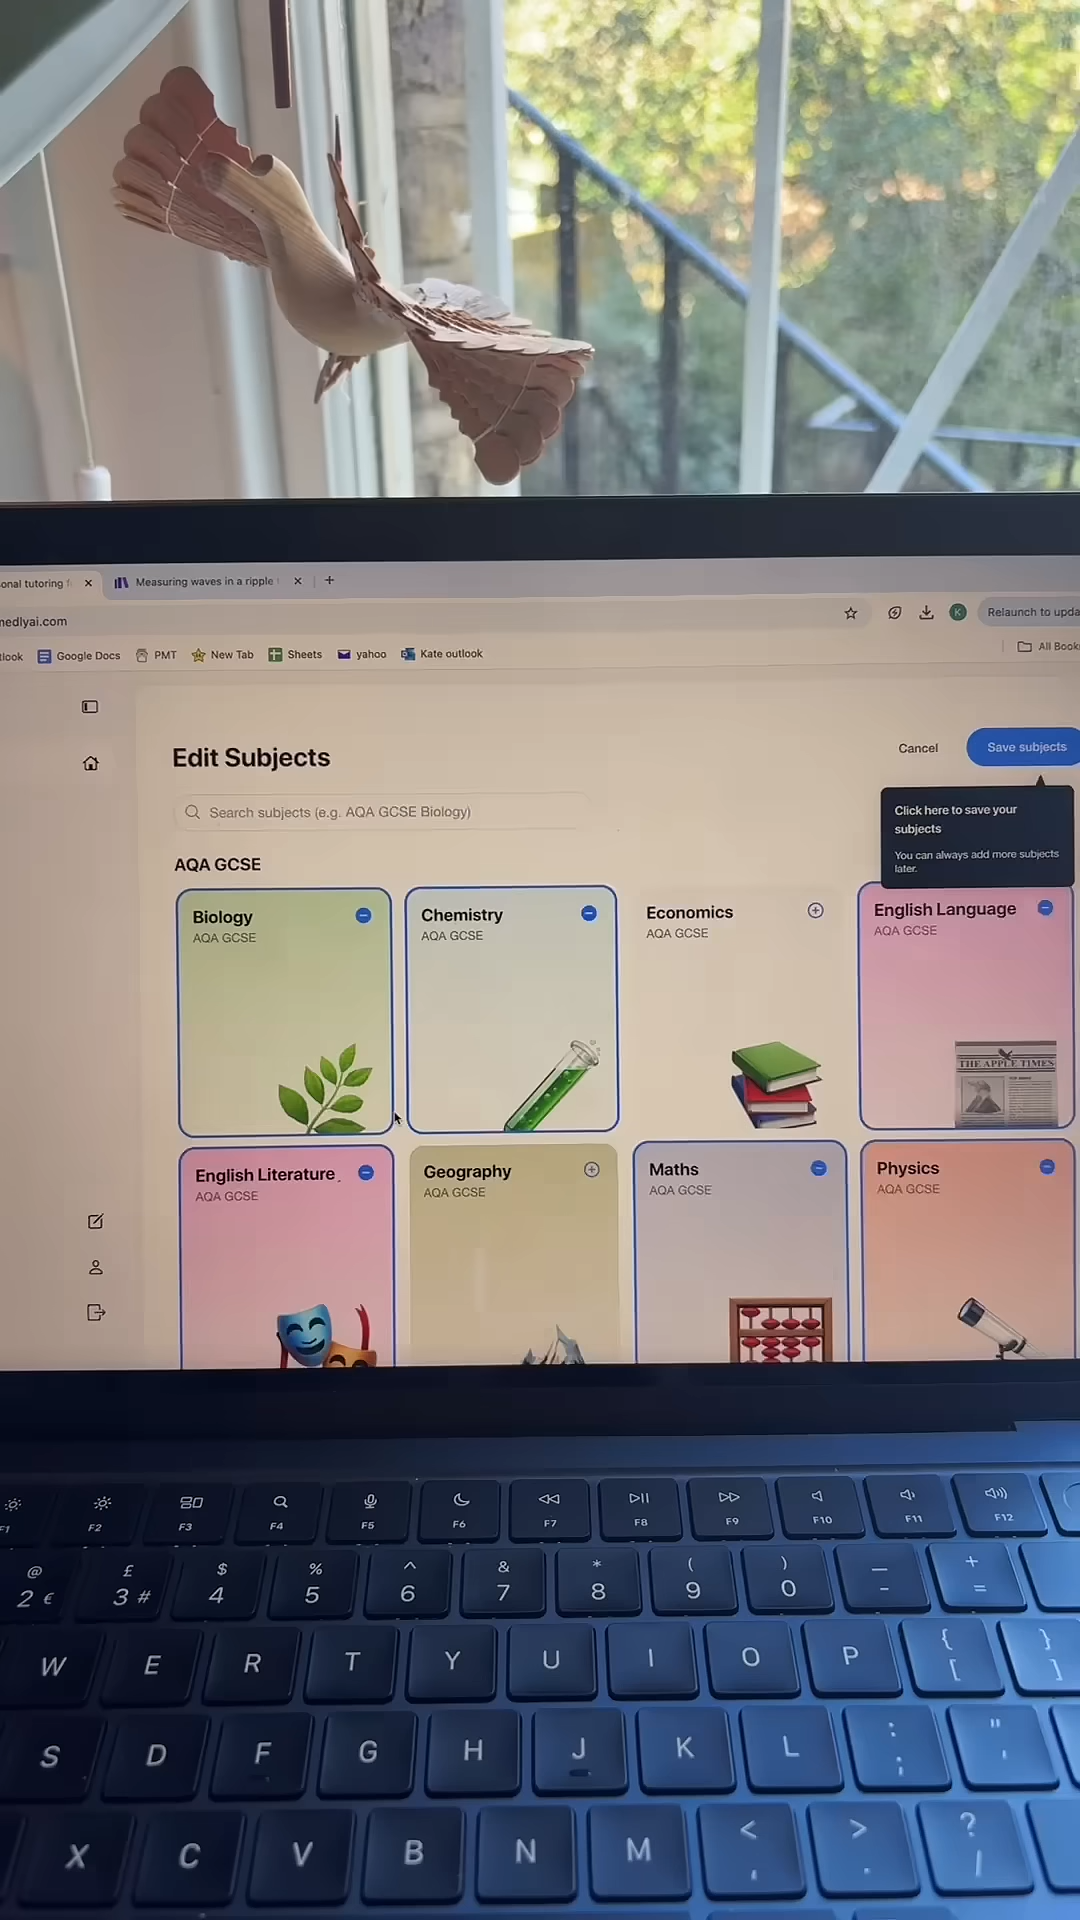 onal tutoring f
Measuring waves in a ripple t
medlyai.com
K
Relaunch to upda
tlook
Google Docs
PMT
New Tab
Sheets
yahoo
Kate outlook
All Book
Edit Subjects
Cancel
Save subjects
Search subjects (e.g. AQA GCSE Biology)
Click here to save your
subjects
You can always add more subjects
later.
AQA GCSE
Biology
AQA GCSE
Chemistry
AQA GCSE
Economics
AQA GCSE
English Language
AQA GCSE
THE APPLE TIMES
English Literature
AQA GCSE
Geography
AQA GCSE
Maths
AQA GCSE
Physics
AQA GCSE
F1 F2 F3 F4 F5 F6 F7 F8 F9 F10 F11 F12
@ £ $ % ^ & * ( ) — +
2 € 3 # 4 5 6 7 8 9 0 - =
W E R T Y U I O P { [ } ]
S D F G H J K L : ; " '
X C V B N M < , > . ? /